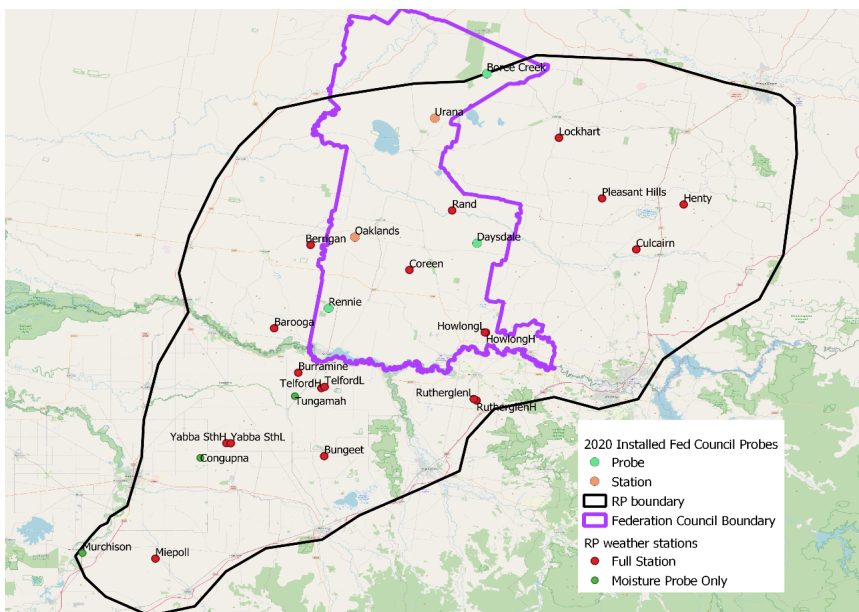 Boree Creek
Urana
Lockhart
Pleasant Hills
Henty
Rand
Oaklands
Daysdale
Berrigan
Culcairn
Coreen
Rennie
Barooga
HowlongL
HowlongH
Burramine
TelfordH
TelfordL
Tungamah
RutherglenL
RutherglenH
Yabba SthH
Yabba SthL
Bungeet
Congupna
Murchison
Miepoll
2020 Installed Fed Council Probes
Probe
Station
RP boundary
Federation Council Boundary
RP weather stations
Full Station
Moisture Probe Only